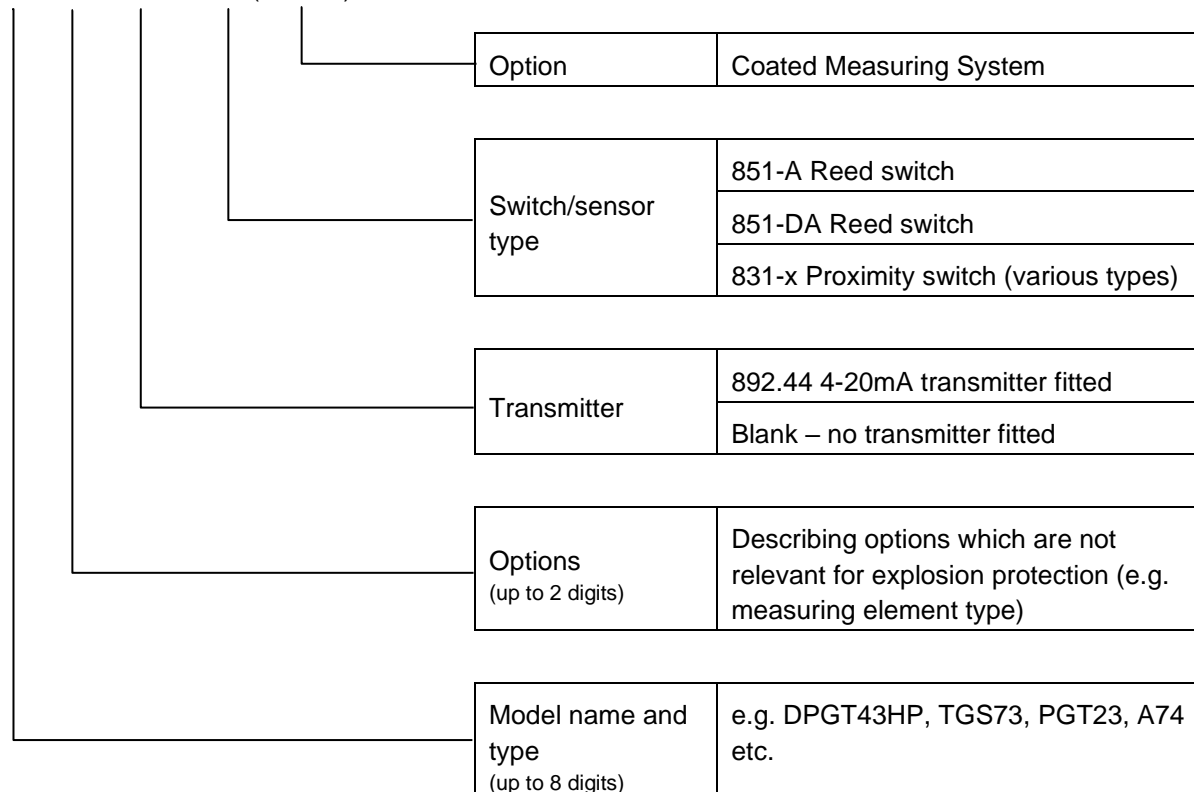 Option
Coated Measuring System
Switch/sensor
type
851-A Reed switch
851-DA Reed switch
831-x Proximity switch (various types)
Transmitter
892.44 4-20mA transmitter fitted
Blank – no transmitter fitted
Options
(up to 2 digits)
Describing options which are not
relevant for explosion protection (e.g.
measuring element type)
Model name and
type
(up to 8 digits)
e.g. DPGT43HP, TGS73, PGT23, A74
etc.